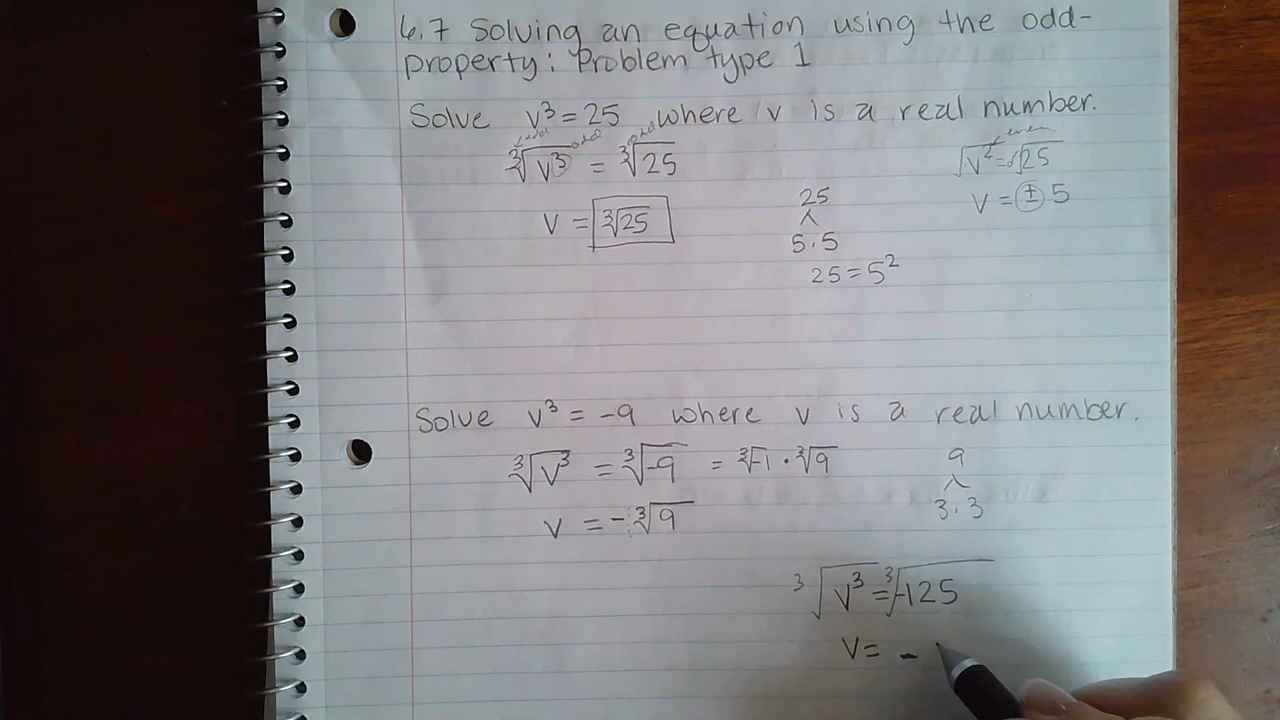 6.7 Solving an equation using the odd-
property: Problem type 1
Solve v³ = 25 where v is a real number.
odd odd even
∛v³ = ∛25
√v² = √25
v = ∛25
25
v = ± 5
5·5
25 = 5²
Solve v³ = -9 where v is a real number.
∛v³ = ∛-9 = ∛-1 · ∛9
9
v = -∛9
3·3
∛v³ = ∛-125
v = -